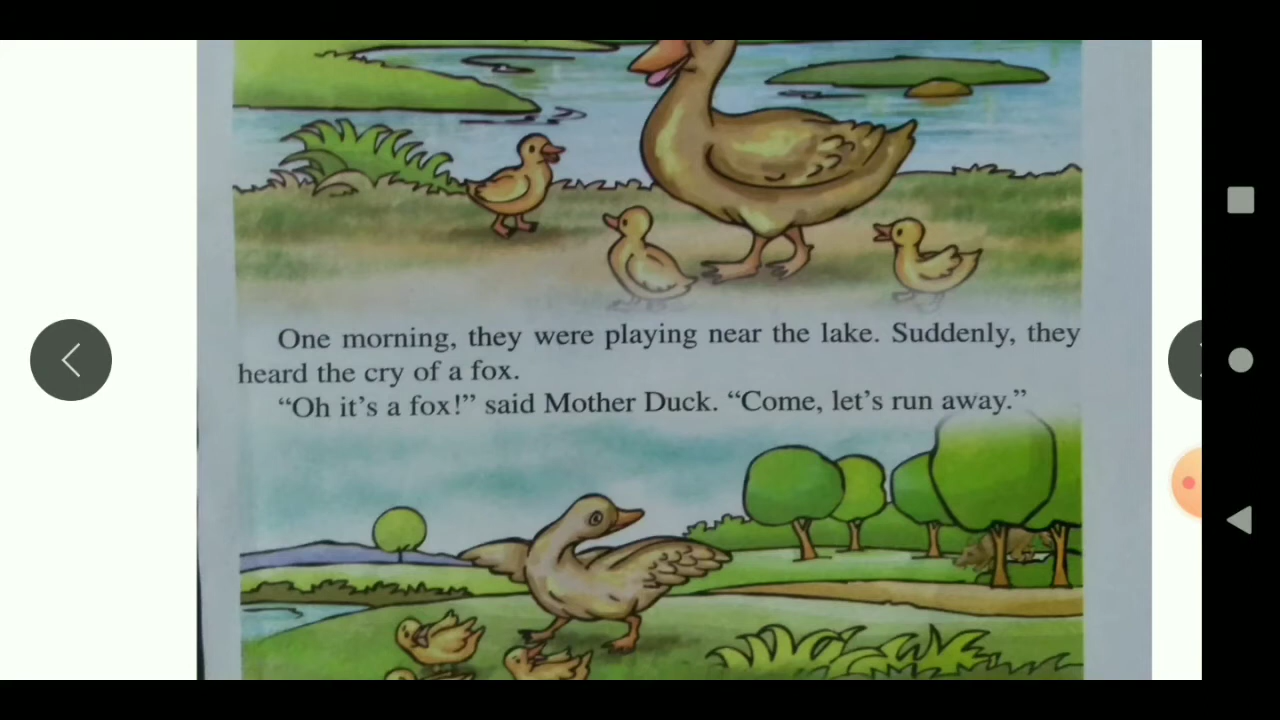 One morning, they were playing near the lake. Suddenly, they
heard the cry of a fox.
“Oh it’s a fox!” said Mother Duck. “Come, let’s run away.”